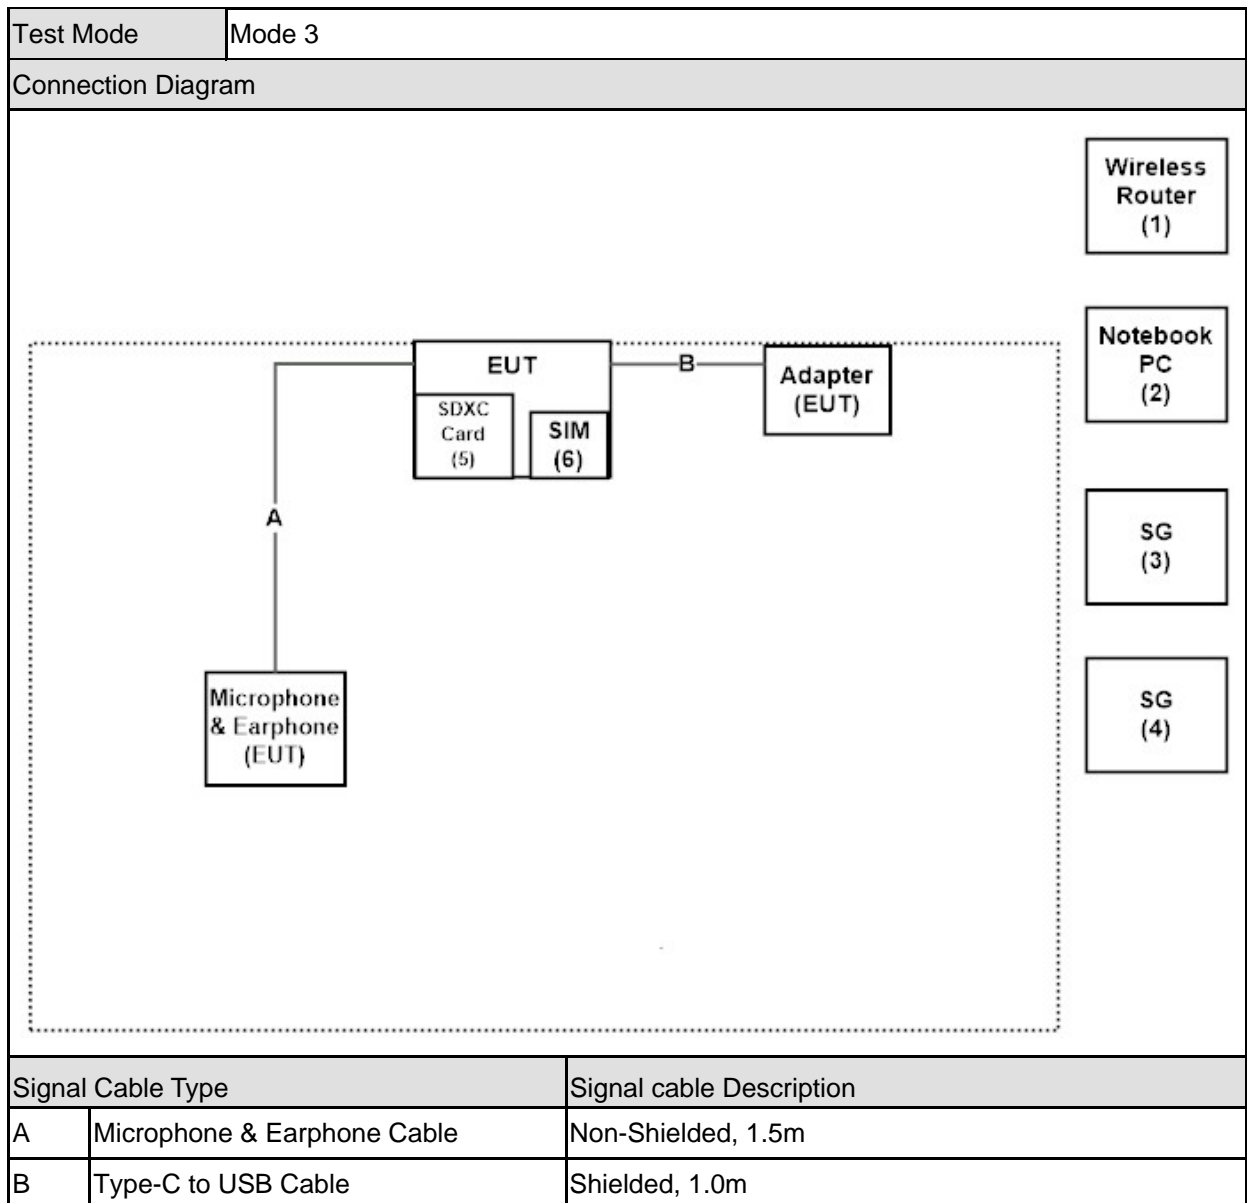 Test Mode Mode 3
Connection Diagram
Wireless
Router
(1)
Notebook
PC
(2)
EUT
B
Adapter
(EUT)
SDXC
Card
(5)
SIM
(6)
A
SG
(3)
Microphone
& Earphone
(EUT)
SG
(4)
Signal Cable Type Signal cable Description
A Microphone & Earphone Cable Non-Shielded, 1.5m
B Type-C to USB Cable Shielded, 1.0m